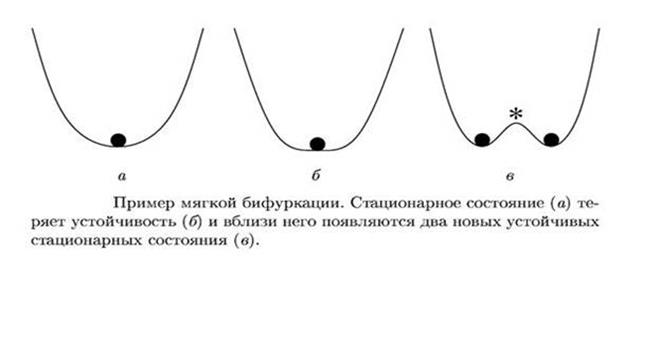 *
а б в
Пример мягкой бифуркации. Стационарное состояние (а) те-
ряет устойчивость (б) и вблизи него появляются два новых устойчивых
стационарных состояния (в).